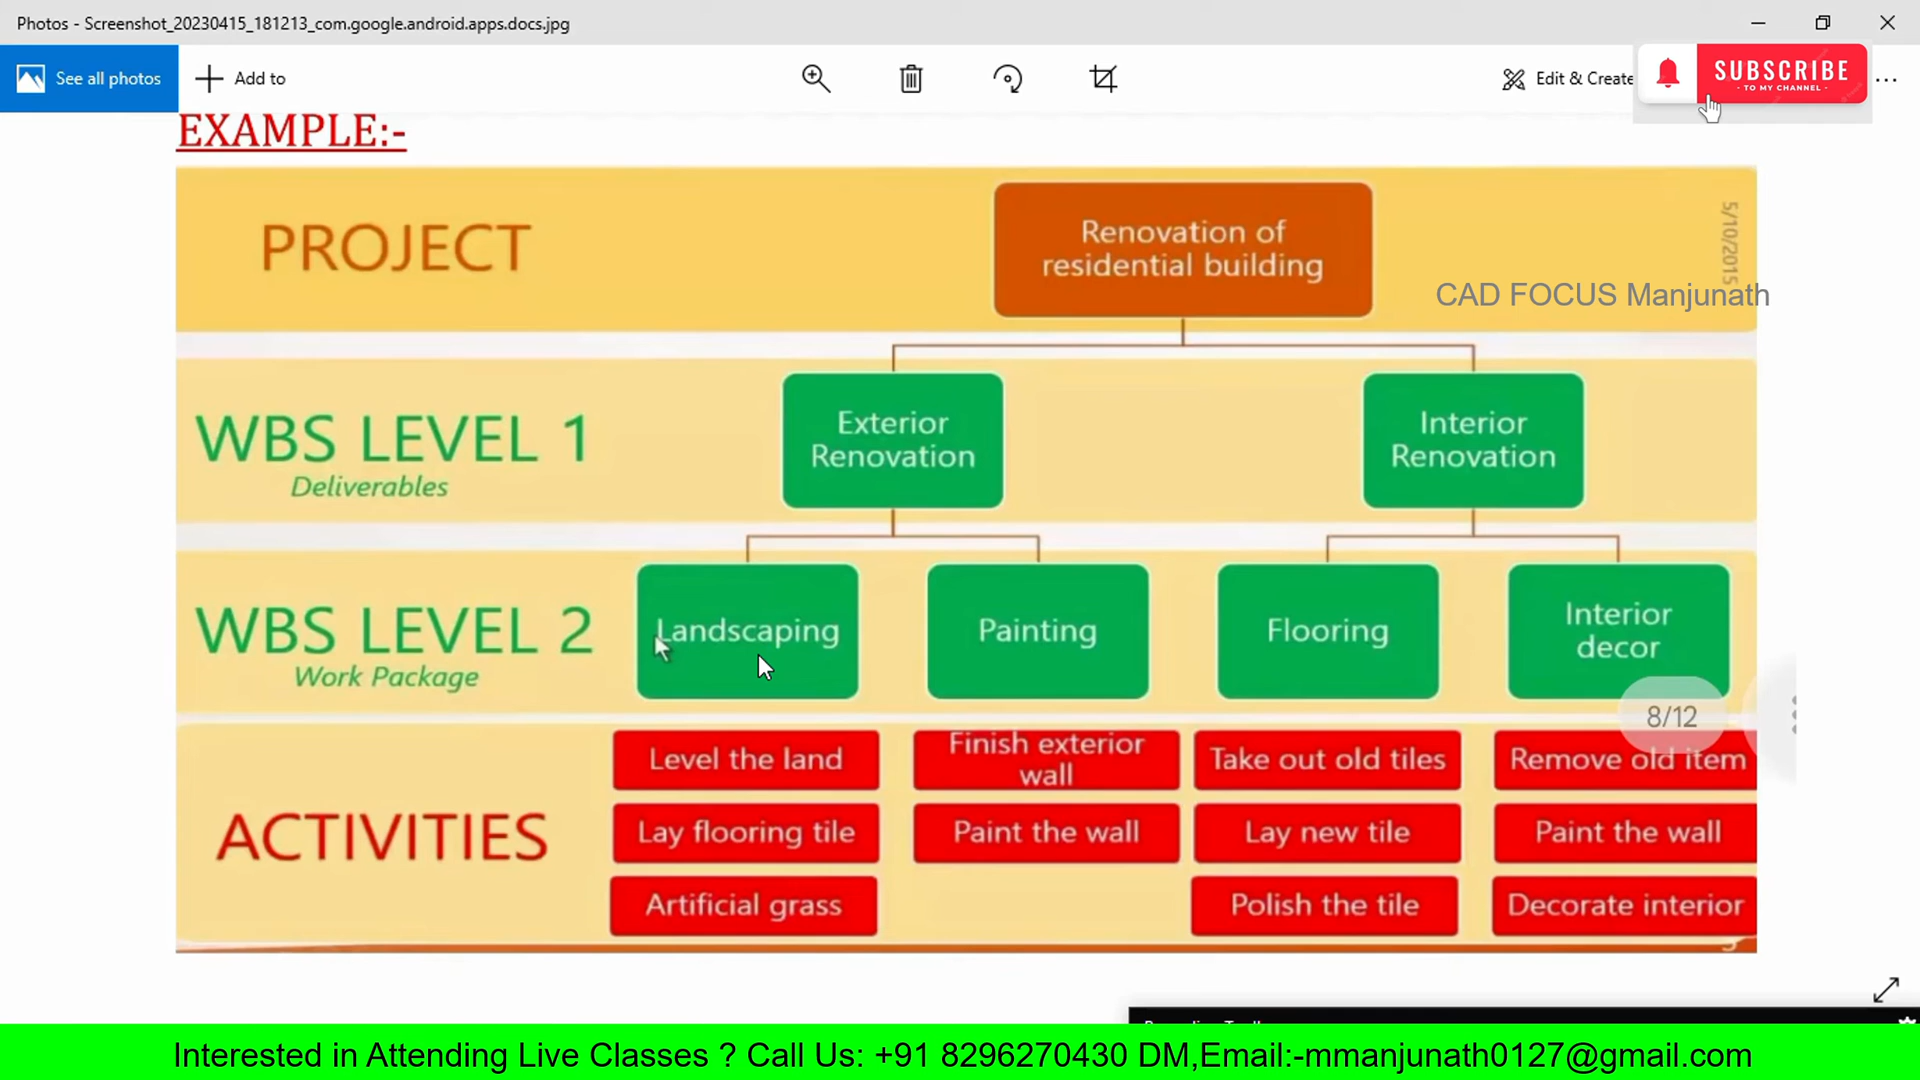 Photos - Screenshot_20230415_181213_com.google.android.apps.docs.jpg
See all photos
Add to
Edit & Create
SUBSCRIBE
- TO MY CHANNEL -
EXAMPLE:-
PROJECT
Renovation of
residential building
5/10/2015
CAD FOCUS Manjunath
WBS LEVEL 1
Deliverables
Exterior
Renovation
Interior
Renovation
WBS LEVEL 2
Work Package
Landscaping
Painting
Flooring
Interior
decor
8/12
ACTIVITIES
Level the land
Finish exterior
wall
Take out old tiles
Remove old item
Lay flooring tile
Paint the wall
Lay new tile
Paint the wall
Artificial grass
Polish the tile
Decorate interior
Interested in Attending Live Classes ? Call Us: +91 8296270430 DM,Email:-mmanjunath0127@gmail.com